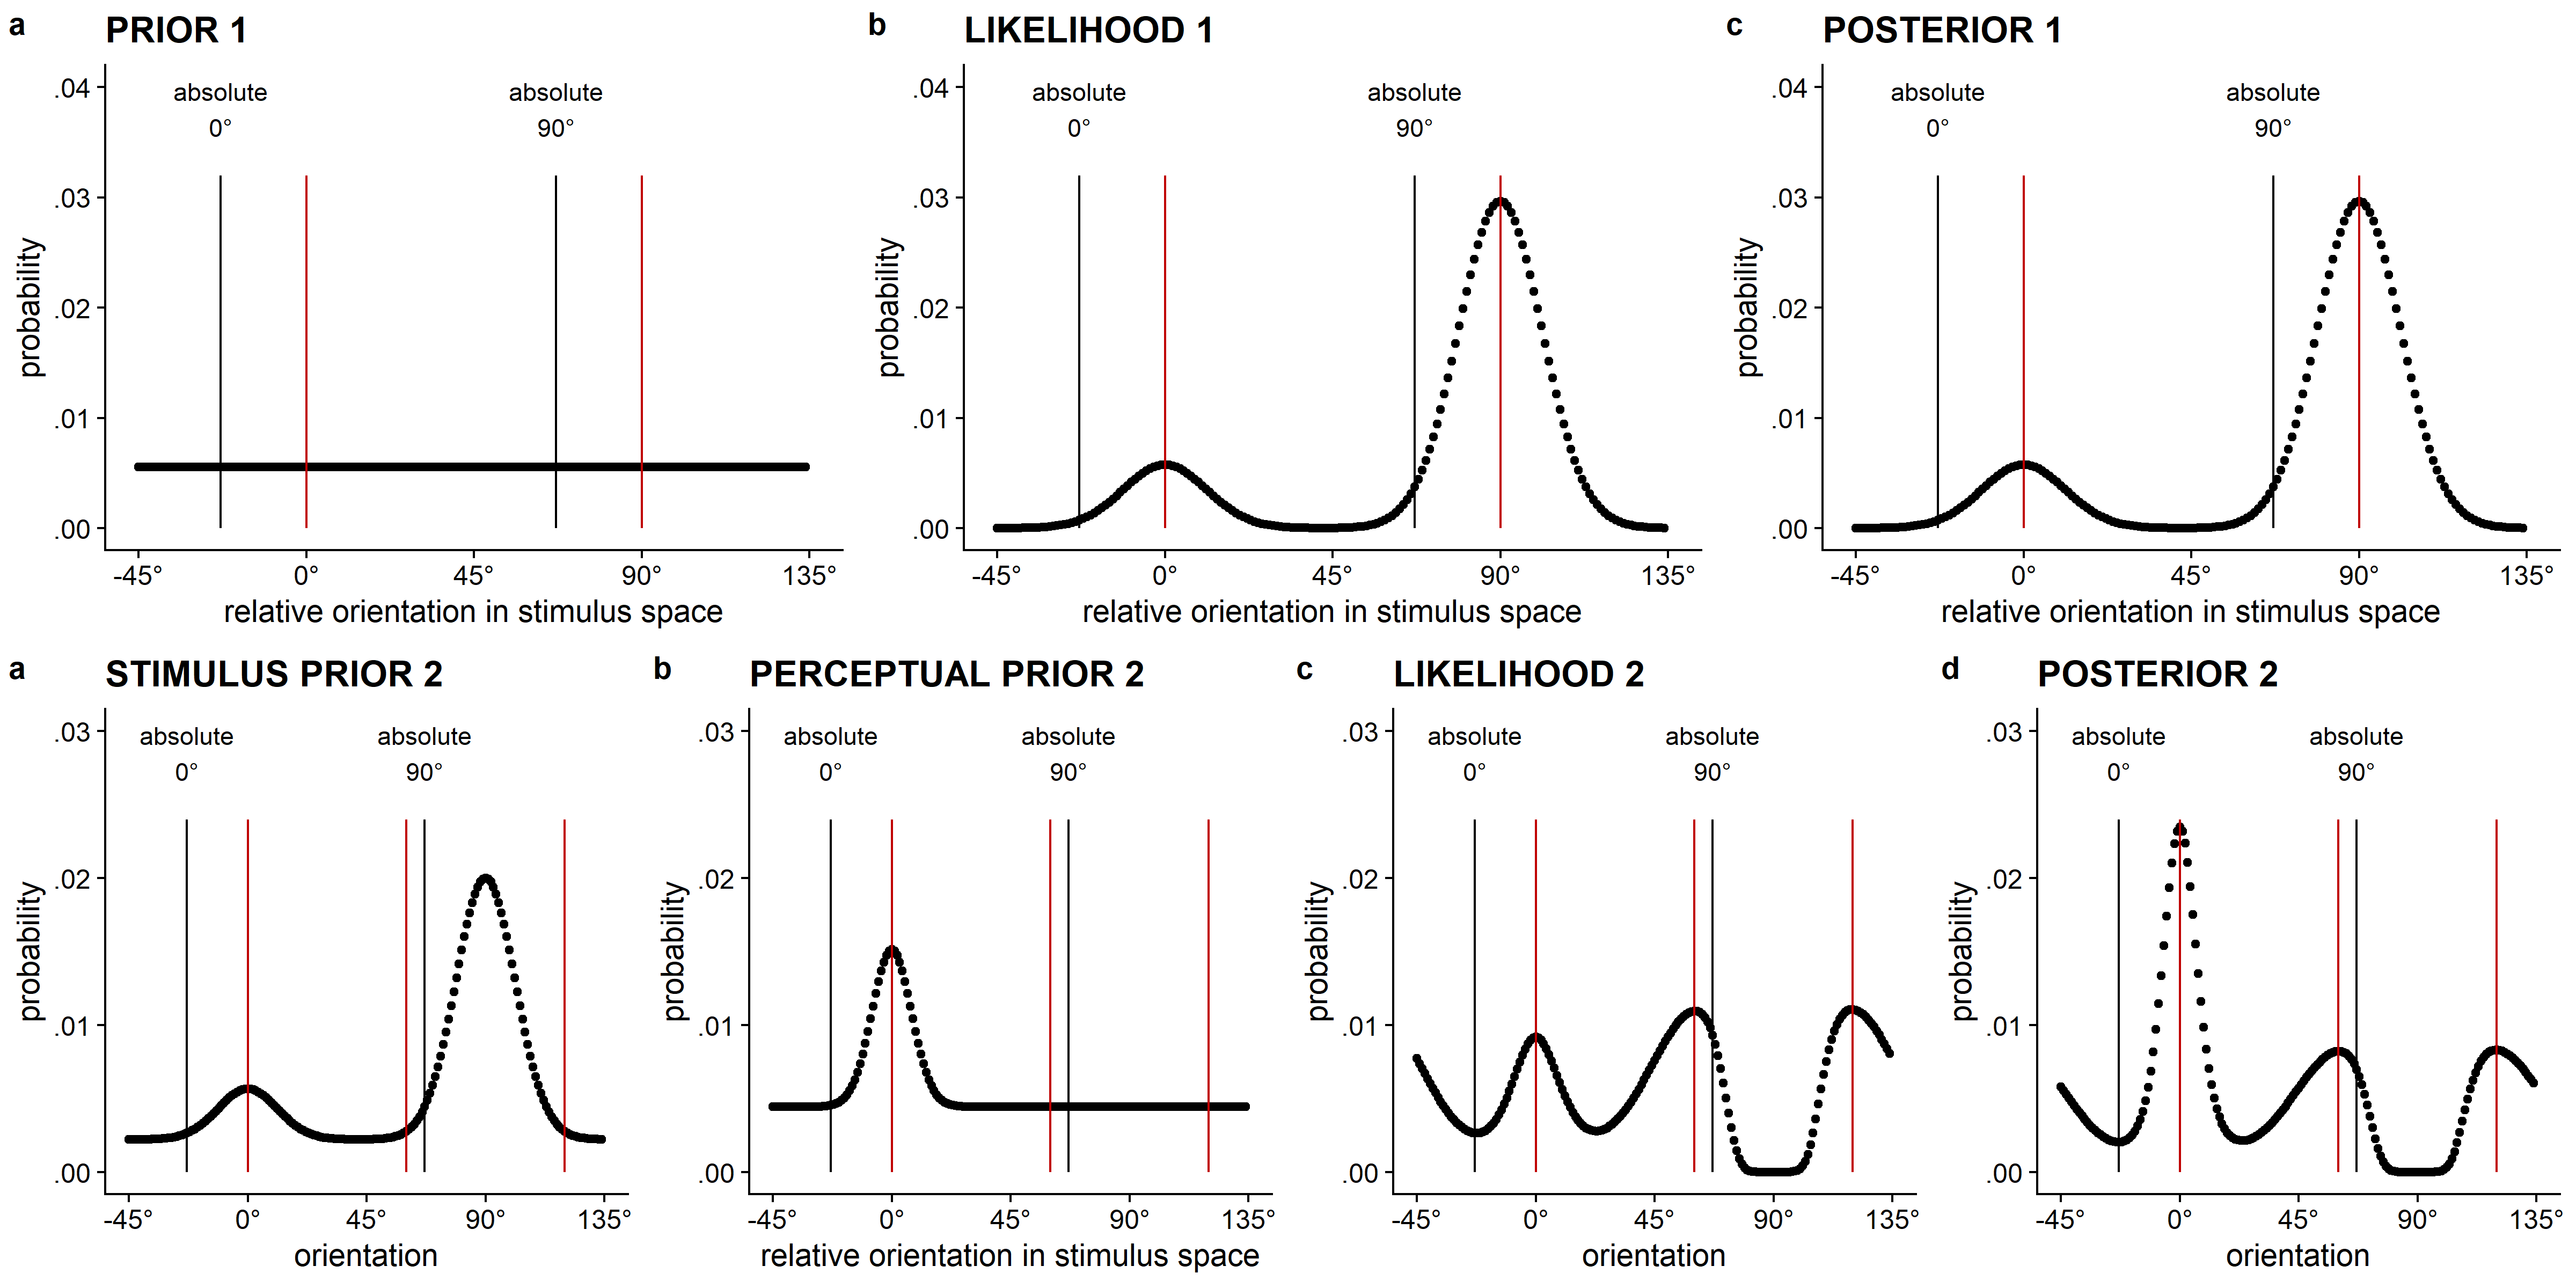 a PRIOR 1
.04
.03
.02
.01
.00
probability
absolute
0°
absolute
90°
-45° 0° 45° 90° 135°
relative orientation in stimulus space
b LIKELIHOOD 1
.04
.03
.02
.01
.00
probability
absolute
0°
absolute
90°
-45° 0° 45° 90° 135°
relative orientation in stimulus space
c POSTERIOR 1
.04
.03
.02
.01
.00
probability
absolute
0°
absolute
90°
-45° 0° 45° 90° 135°
relative orientation in stimulus space
a STIMULUS PRIOR 2
.03
.02
.01
.00
probability
absolute
0°
absolute
90°
-45° 0° 45° 90° 135°
orientation
b PERCEPTUAL PRIOR 2
.03
.02
.01
.00
probability
absolute
0°
absolute
90°
-45° 0° 45° 90° 135°
relative orientation in stimulus space
c LIKELIHOOD 2
.03
.02
.01
.00
probability
absolute
0°
absolute
90°
-45° 0° 45° 90° 135°
orientation
d POSTERIOR 2
.03
.02
.01
.00
probability
absolute
0°
absolute
90°
-45° 0° 45° 90° 135°
orientation